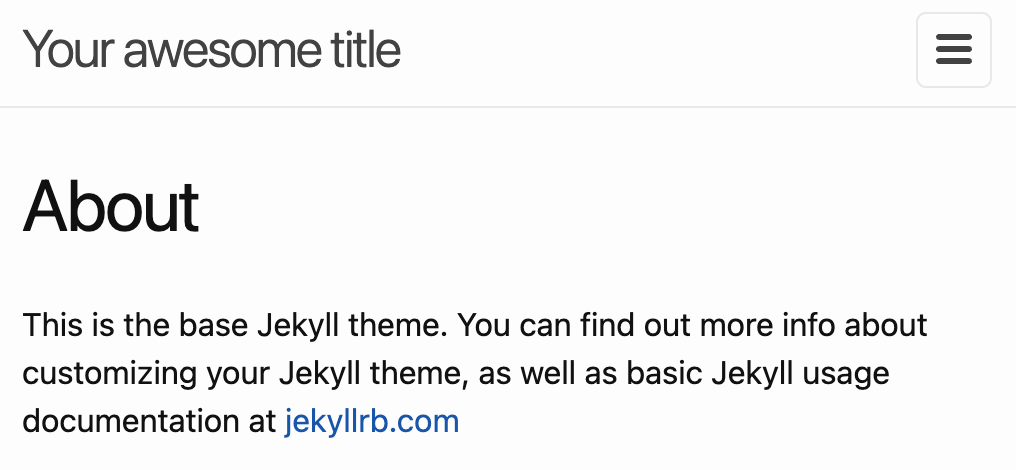 Your awesome title
About
This is the base Jekyll theme. You can find out more info about
customizing your Jekyll theme, as well as basic Jekyll usage
documentation at jekyllrb.com